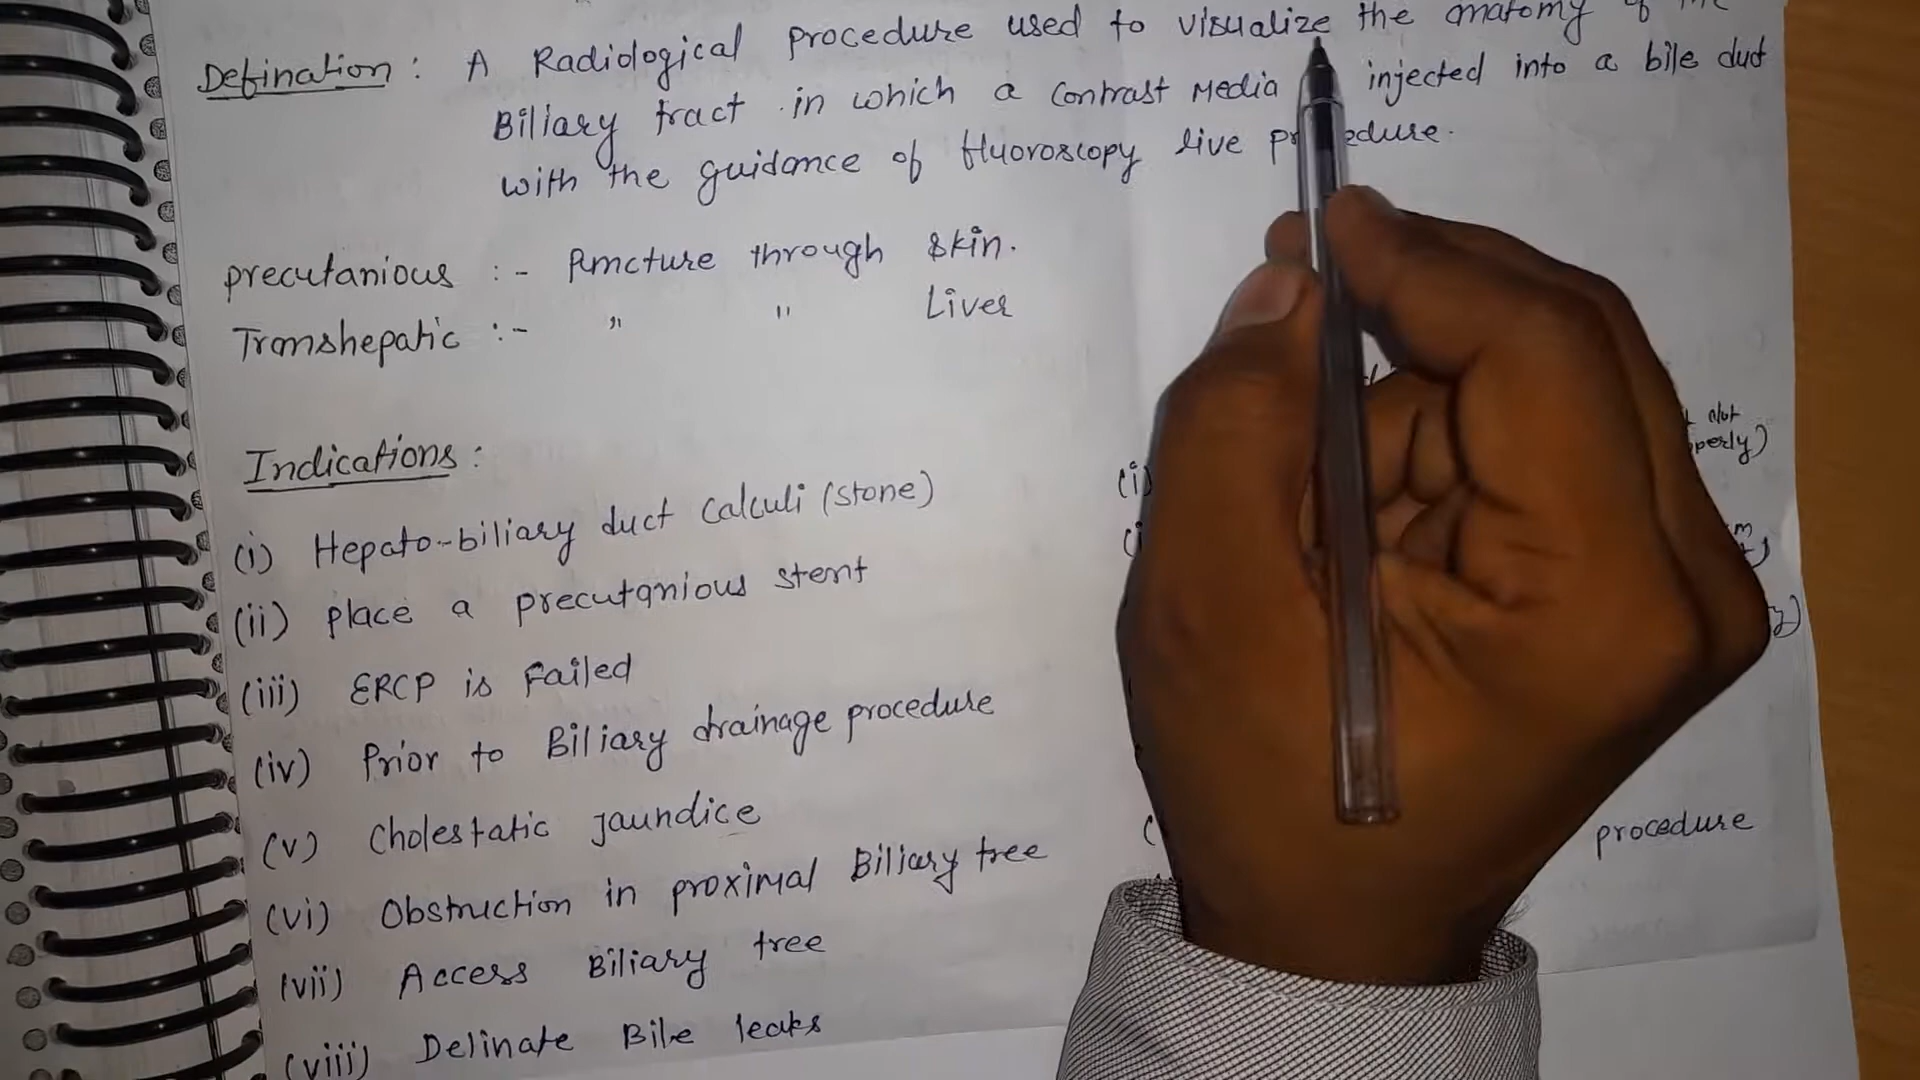 Defination : A Radiological procedure used to visualize the anatomy of the
Biliary tract in which a contrast Media injected into a bile duct
with the guidance of fluoroscopy live procedure.
precutanious :- Puncture through skin.
Transhepatic :- " " Liver
Indications :
(i) Hepato-biliary duct calculi (stone)
(ii) place a precutanious stent
(iii) ERCP is Failed
(iv) Prior to Biliary drainage procedure
(v) Cholestatic jaundice
(vi) Obstruction in proximal Biliary tree
(vii) Access Biliary tree
(viii) Delinate Bile leaks
(i)
procedure